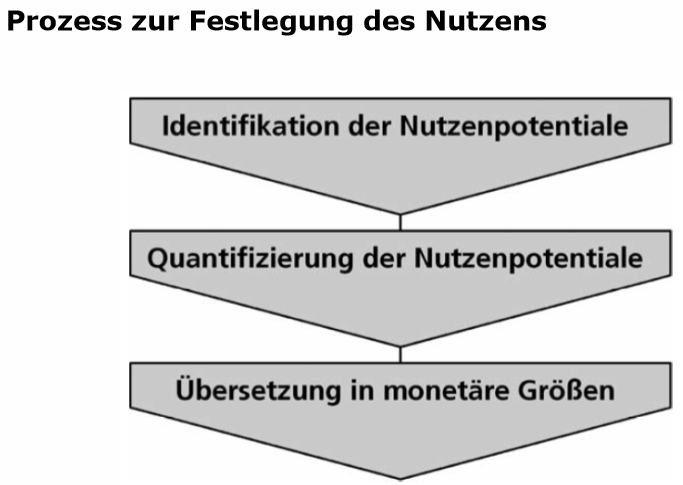 Prozess zur Festlegung des Nutzens
Identifikation der Nutzenpotentiale
Quantifizierung der Nutzenpotentiale
Übersetzung in monetäre Größen